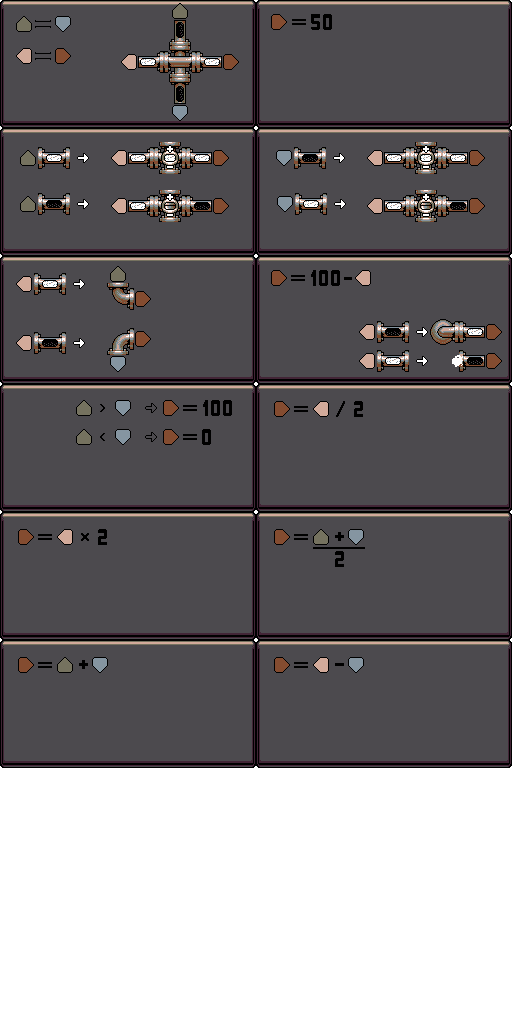 = 50
= 100 -
> = 100
< = 0
= / 2
= × 2
= +
2
= +
= -